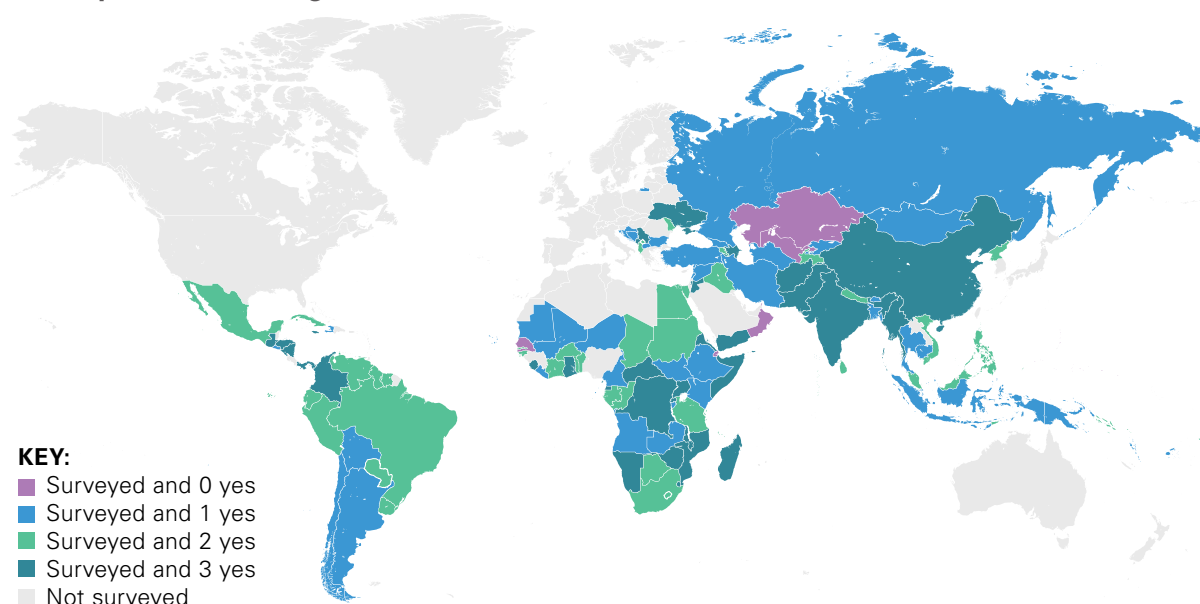 KEY:
Surveyed and 0 yes
Surveyed and 1 yes
Surveyed and 2 yes
Surveyed and 3 yes
Not surveyed